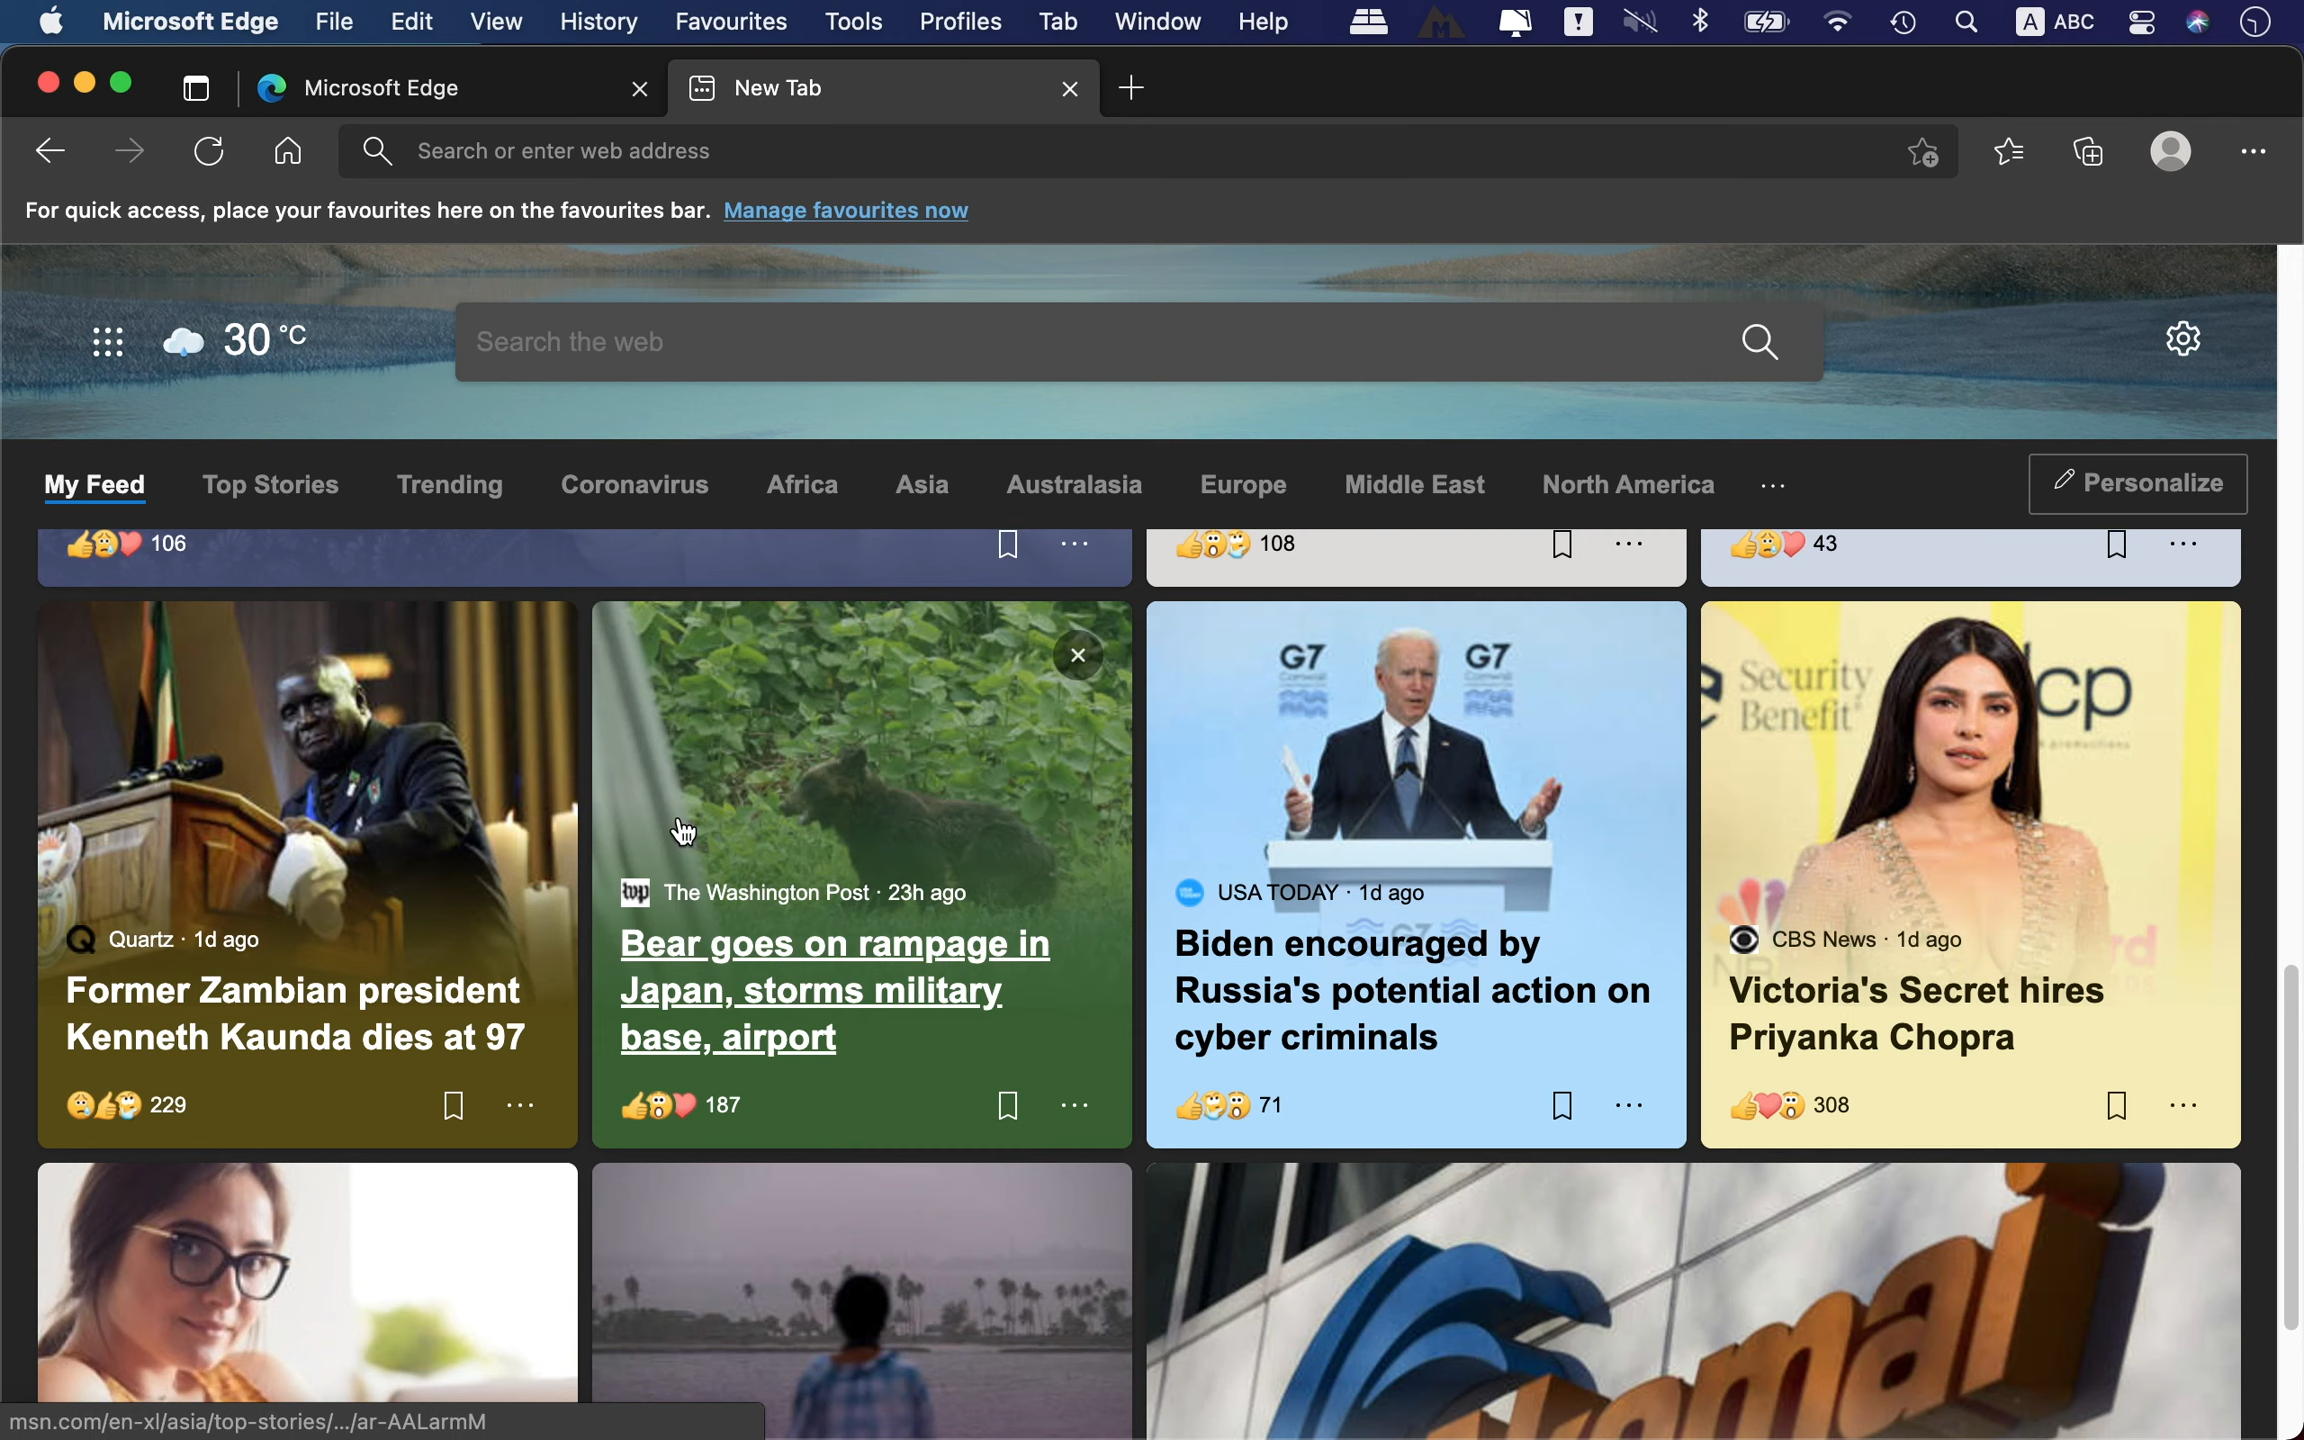 Microsoft Edge File Edit View History Favourites Tools Profiles Tab Window Help A ABC
Microsoft Edge
New Tab
Search or enter web address
For quick access, place your favourites here on the favourites bar. Manage favourites now
30 °C
Search the web
My Feed Top Stories Trending Coronavirus Africa Asia Australasia Europe Middle East North America ... Personalize
106
108
43
Quartz · 1d ago
Former Zambian president
Kenneth Kaunda dies at 97
229
wp The Washington Post · 23h ago
Bear goes on rampage in
Japan, storms military
base, airport
187
G7 G7
Cornwall
USA TODAY · 1d ago
Biden encouraged by
Russia's potential action on
cyber criminals
71
Security
Benefit
cp
CBS News · 1d ago
Victoria's Secret hires
Priyanka Chopra
308
msn.com/en-xl/asia/top-stories/.../ar-AALarmM